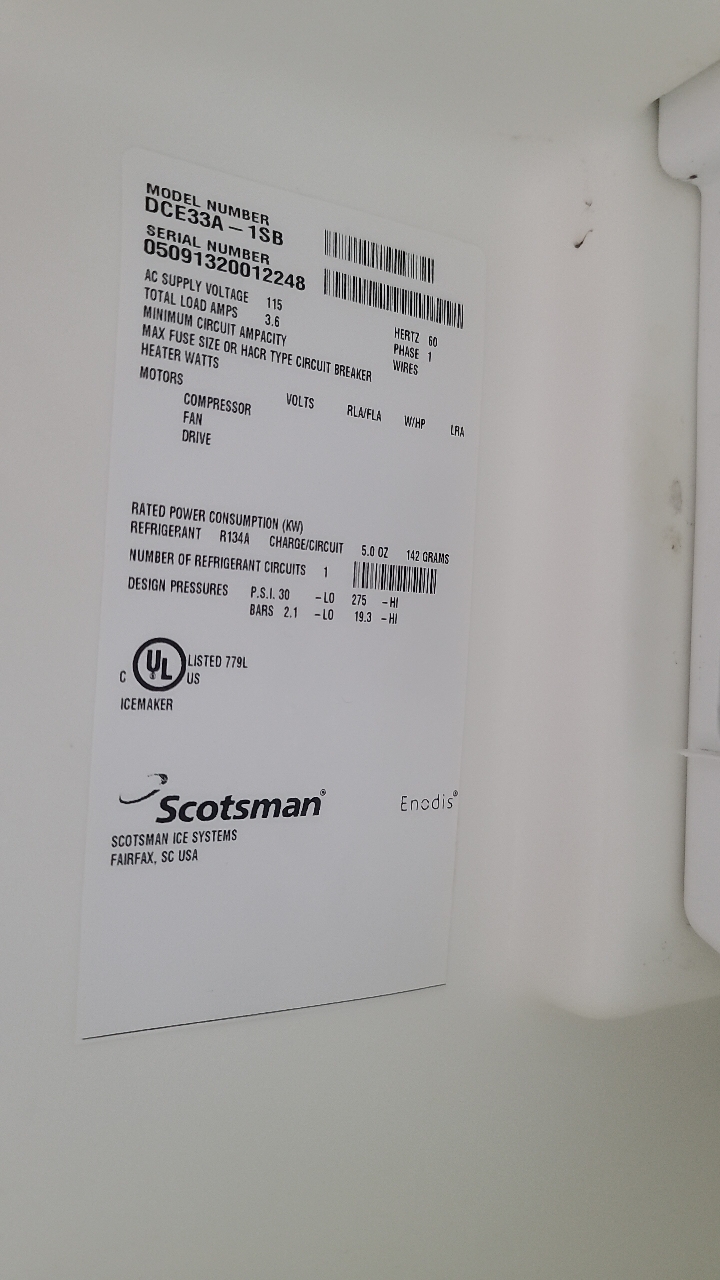 MODEL NUMBER
DCE33A-1SB
SERIAL NUMBER
05091320012248
AC SUPPLY VOLTAGE 115 HERTZ 60
TOTAL LOAD AMPS 3.6 PHASE 1
MINIMUM CIRCUIT AMPACITY WIRES
MAX FUSE SIZE OR HACR TYPE CIRCUIT BREAKER
HEATER WATTS
MOTORS VOLTS RLA/FLA W/HP LRA
COMPRESSOR
FAN
DRIVE
RATED POWER CONSUMPTION (KW)
REFRIGERANT R134A CHARGE/CIRCUIT 5.0 OZ 142 GRAMS
NUMBER OF REFRIGERANT CIRCUITS 1
DESIGN PRESSURES P.S.I. 30 -LO 275 -HI
BARS 2.1 -LO 19.3 -HI
C UL US LISTED 779L
ICEMAKER
Scotsman® Enodis®
SCOTSMAN ICE SYSTEMS
FAIRFAX, SC USA